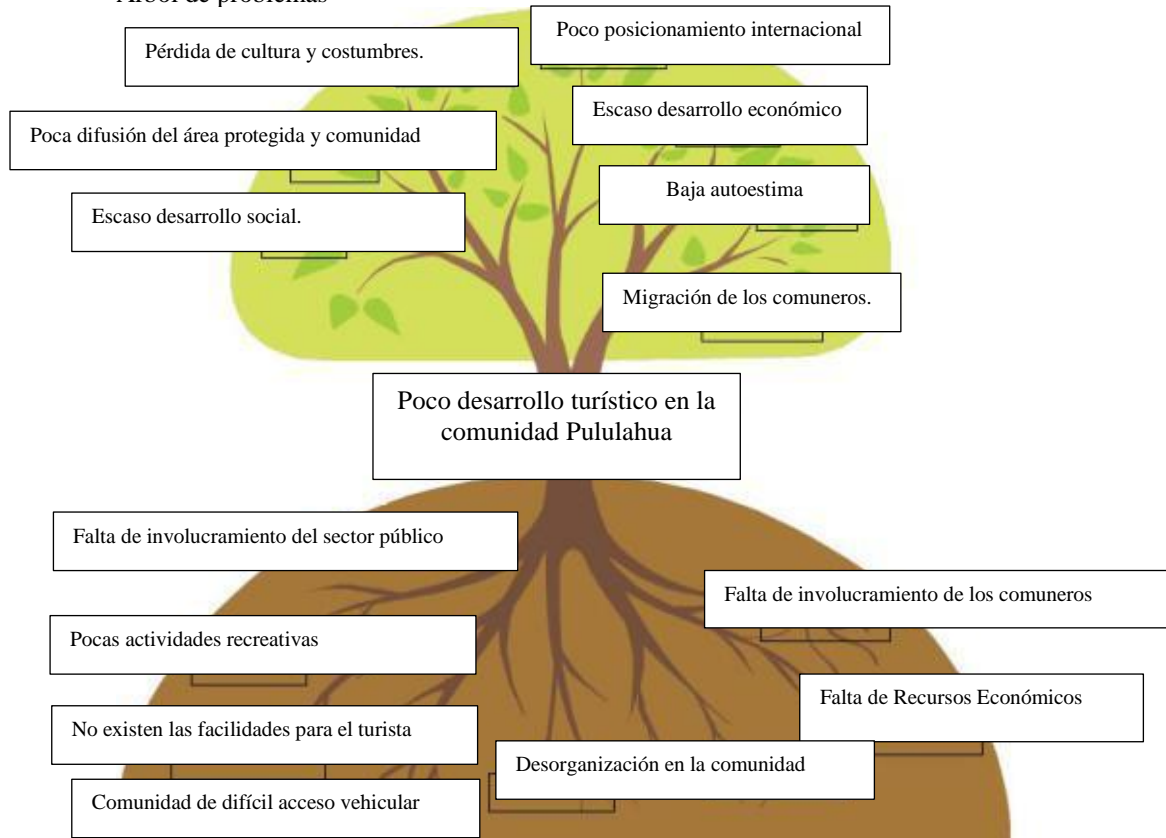 Árbol de problemas
Poco posicionamiento internacional
Pérdida de cultura y costumbres.
Escaso desarrollo económico
Poca difusión del área protegida y comunidad
Baja autoestima
Escaso desarrollo social.
Migración de los comuneros.
Poco desarrollo turístico en la
comunidad Pululahua
Falta de involucramiento del sector público
Falta de involucramiento de los comuneros
Pocas actividades recreativas
Falta de Recursos Económicos
No existen las facilidades para el turista
Desorganización en la comunidad
Comunidad de difícil acceso vehicular